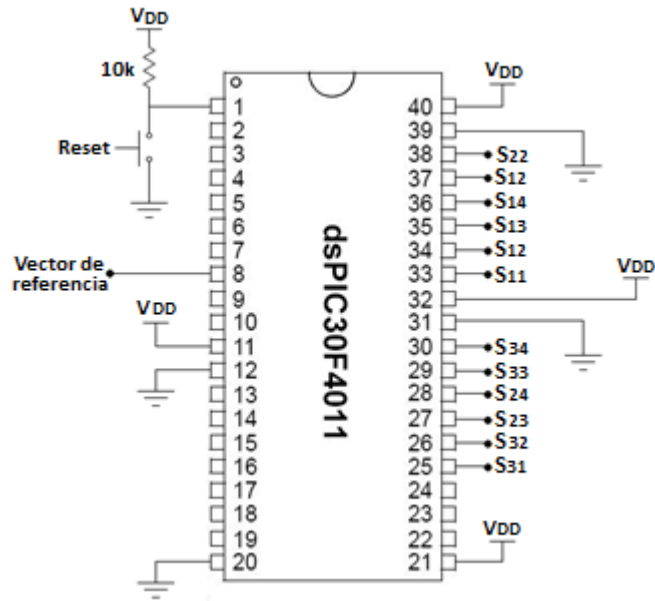 VDD
10k
Reset
Vector de
referencia
VDD
dsPIC30F4011
1
2
3
4
5
6
7
8
9
10
11
12
13
14
15
16
17
18
19
20
40
39
38
37
36
35
34
33
32
31
30
29
28
27
26
25
24
23
22
21
VDD
S22
S12
S14
S13
S12
S11
VDD
S34
S33
S24
S23
S32
S31
VDD